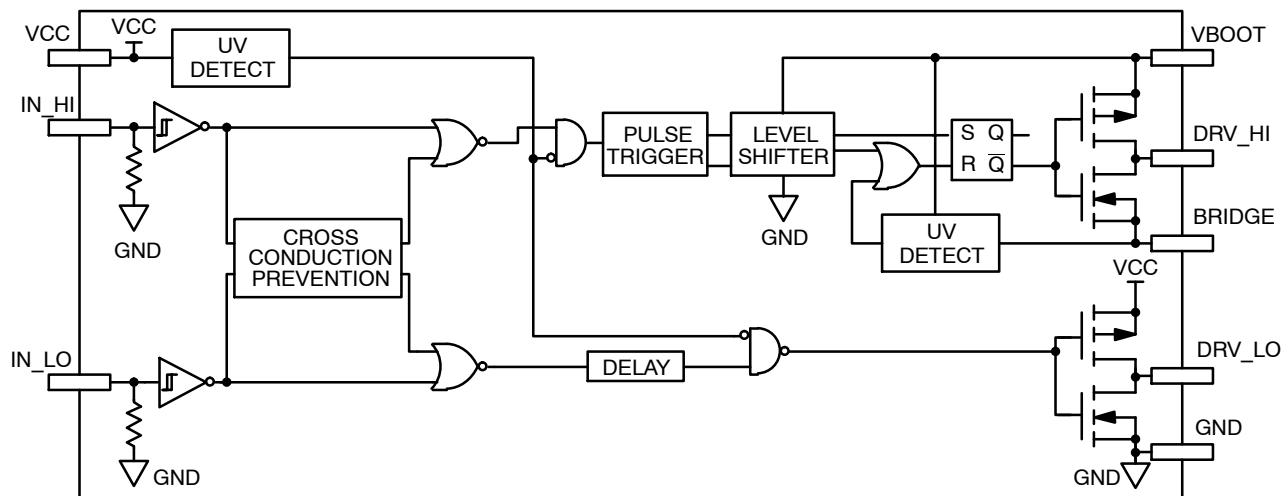 VCC
VCC
UV
DETECT
VBOOT
IN_HI
PULSE
TRIGGER
LEVEL
SHIFTER
S Q
R Q̅
DRV_HI
GND
GND
BRIDGE
CROSS
CONDUCTION
PREVENTION
UV
DETECT
VCC
IN_LO
DELAY
DRV_LO
GND
GND
GND